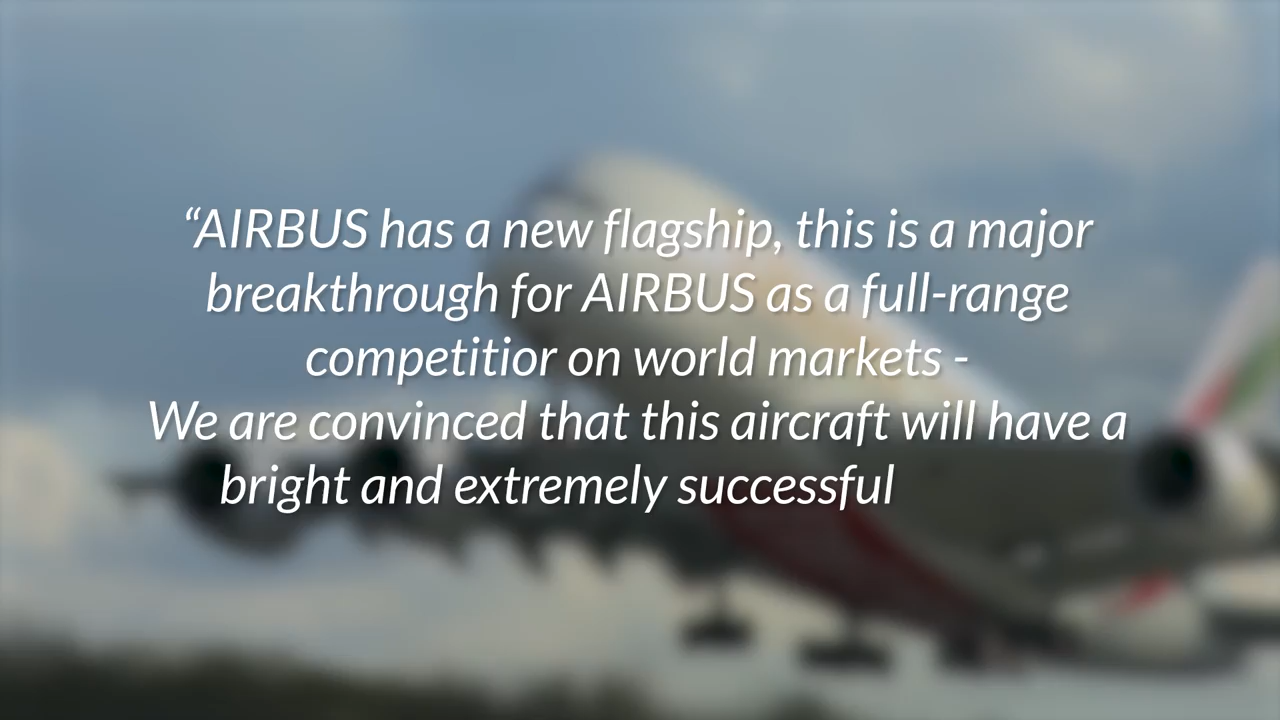 “AIRBUS has a new flagship, this is a major
breakthrough for AIRBUS as a full-range
competitior on world markets -
We are convinced that this aircraft will have a
bright and extremely successful